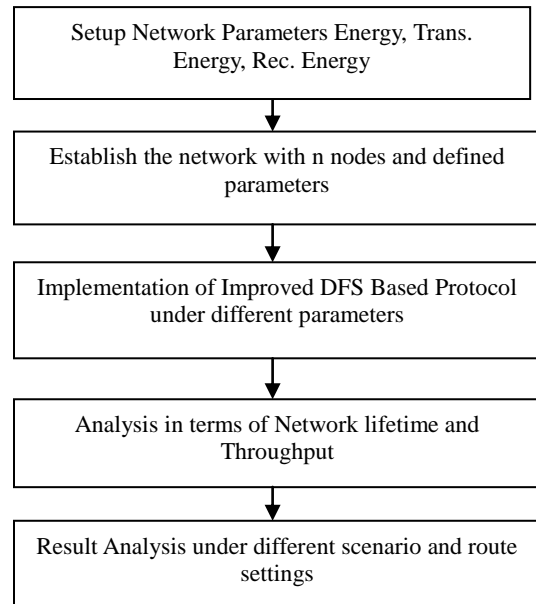 Setup Network Parameters Energy, Trans.
Energy, Rec. Energy
Establish the network with n nodes and defined
parameters
Implementation of Improved DFS Based Protocol
under different parameters
Analysis in terms of Network lifetime and
Throughput
Result Analysis under different scenario and route
settings